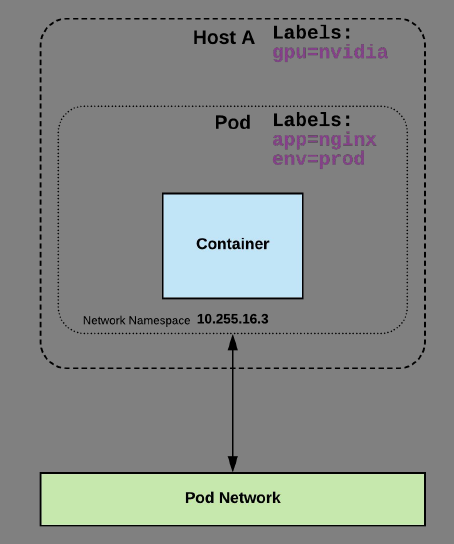 Host A
Labels:
gpu=nvidia
Pod
Labels:
app=nginx
env=prod
Container
Network Namespace 10.255.16.3
Pod Network